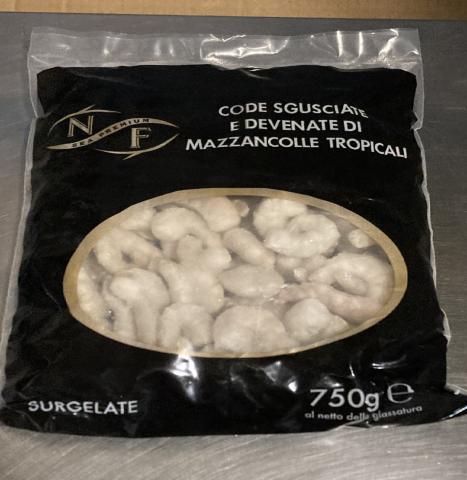 N F
SEA PREMIUM
CODE SGUSCIATE
E DEVENATE DI
MAZZANCOLLE TROPICALI
SURGELATE
750g e
al netto della glassatura